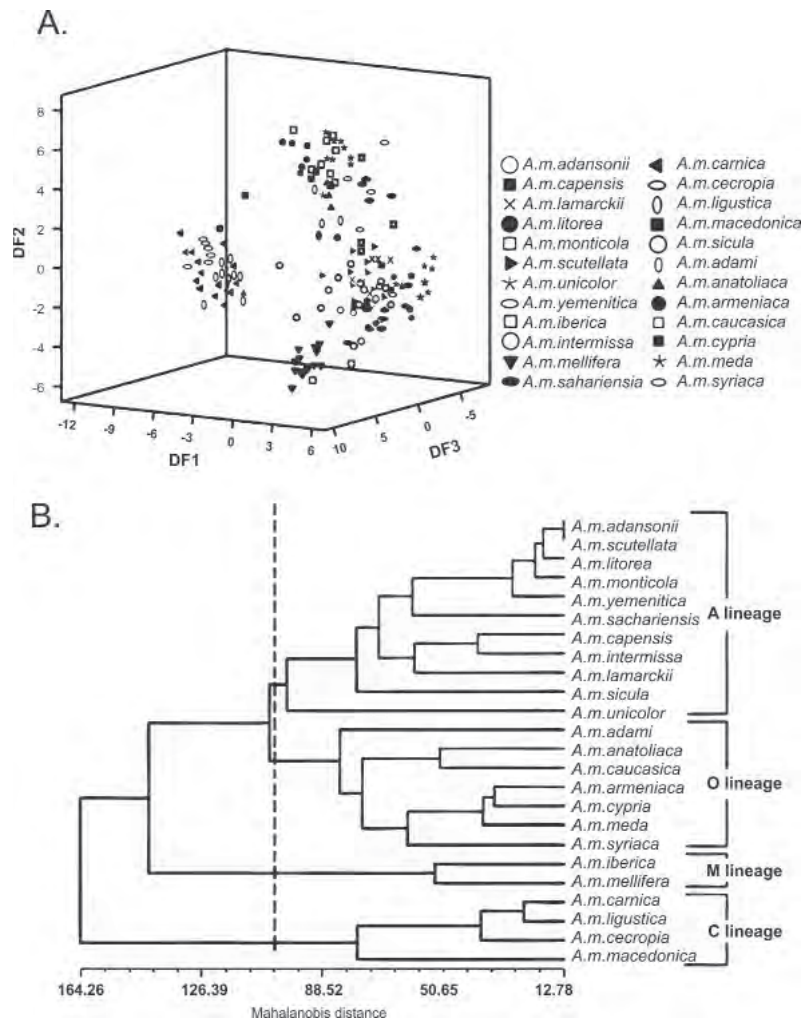 A.
8
6
4
2
0
-2
-4
-6
DF2
-12
-9
-6
-3
0
3
6
DF1
10
5
0
-5
DF3
A.m.adansonii
A.m.capensis
A.m.lamarckii
A.m.litorea
A.m.monticola
A.m.scutellata
A.m.unicolor
A.m.yemenitica
A.m.iberica
A.m.intermissa
A.m.mellifera
A.m.sahariensia
A.m.carnica
A.m.cecropia
A.m.ligustica
A.m.macedonica
A.m.sicula
A.m.adami
A.m.anatoliaca
A.m.armeniaca
A.m.caucasica
A.m.cypria
A.m.meda
A.m.syriaca
B.
A.m.adansonii
A.m.scutellata
A.m.litorea
A.m.monticola
A.m.yemenitica
A.m.sachariensis
A.m.capensis
A.m.intermissa
A.m.lamarckii
A.m.sicula
A.m.unicolor
A.m.adami
A.m.anatoliaca
A.m.caucasica
A.m.armeniaca
A.m.cypria
A.m.meda
A.m.syriaca
A.m.iberica
A.m.mellifera
A.m.carnica
A.m.ligustica
A.m.cecropia
A.m.macedonica
A lineage
O lineage
M lineage
C lineage
164.26 126.39 88.52 50.65 12.78
Mahalanobis distance